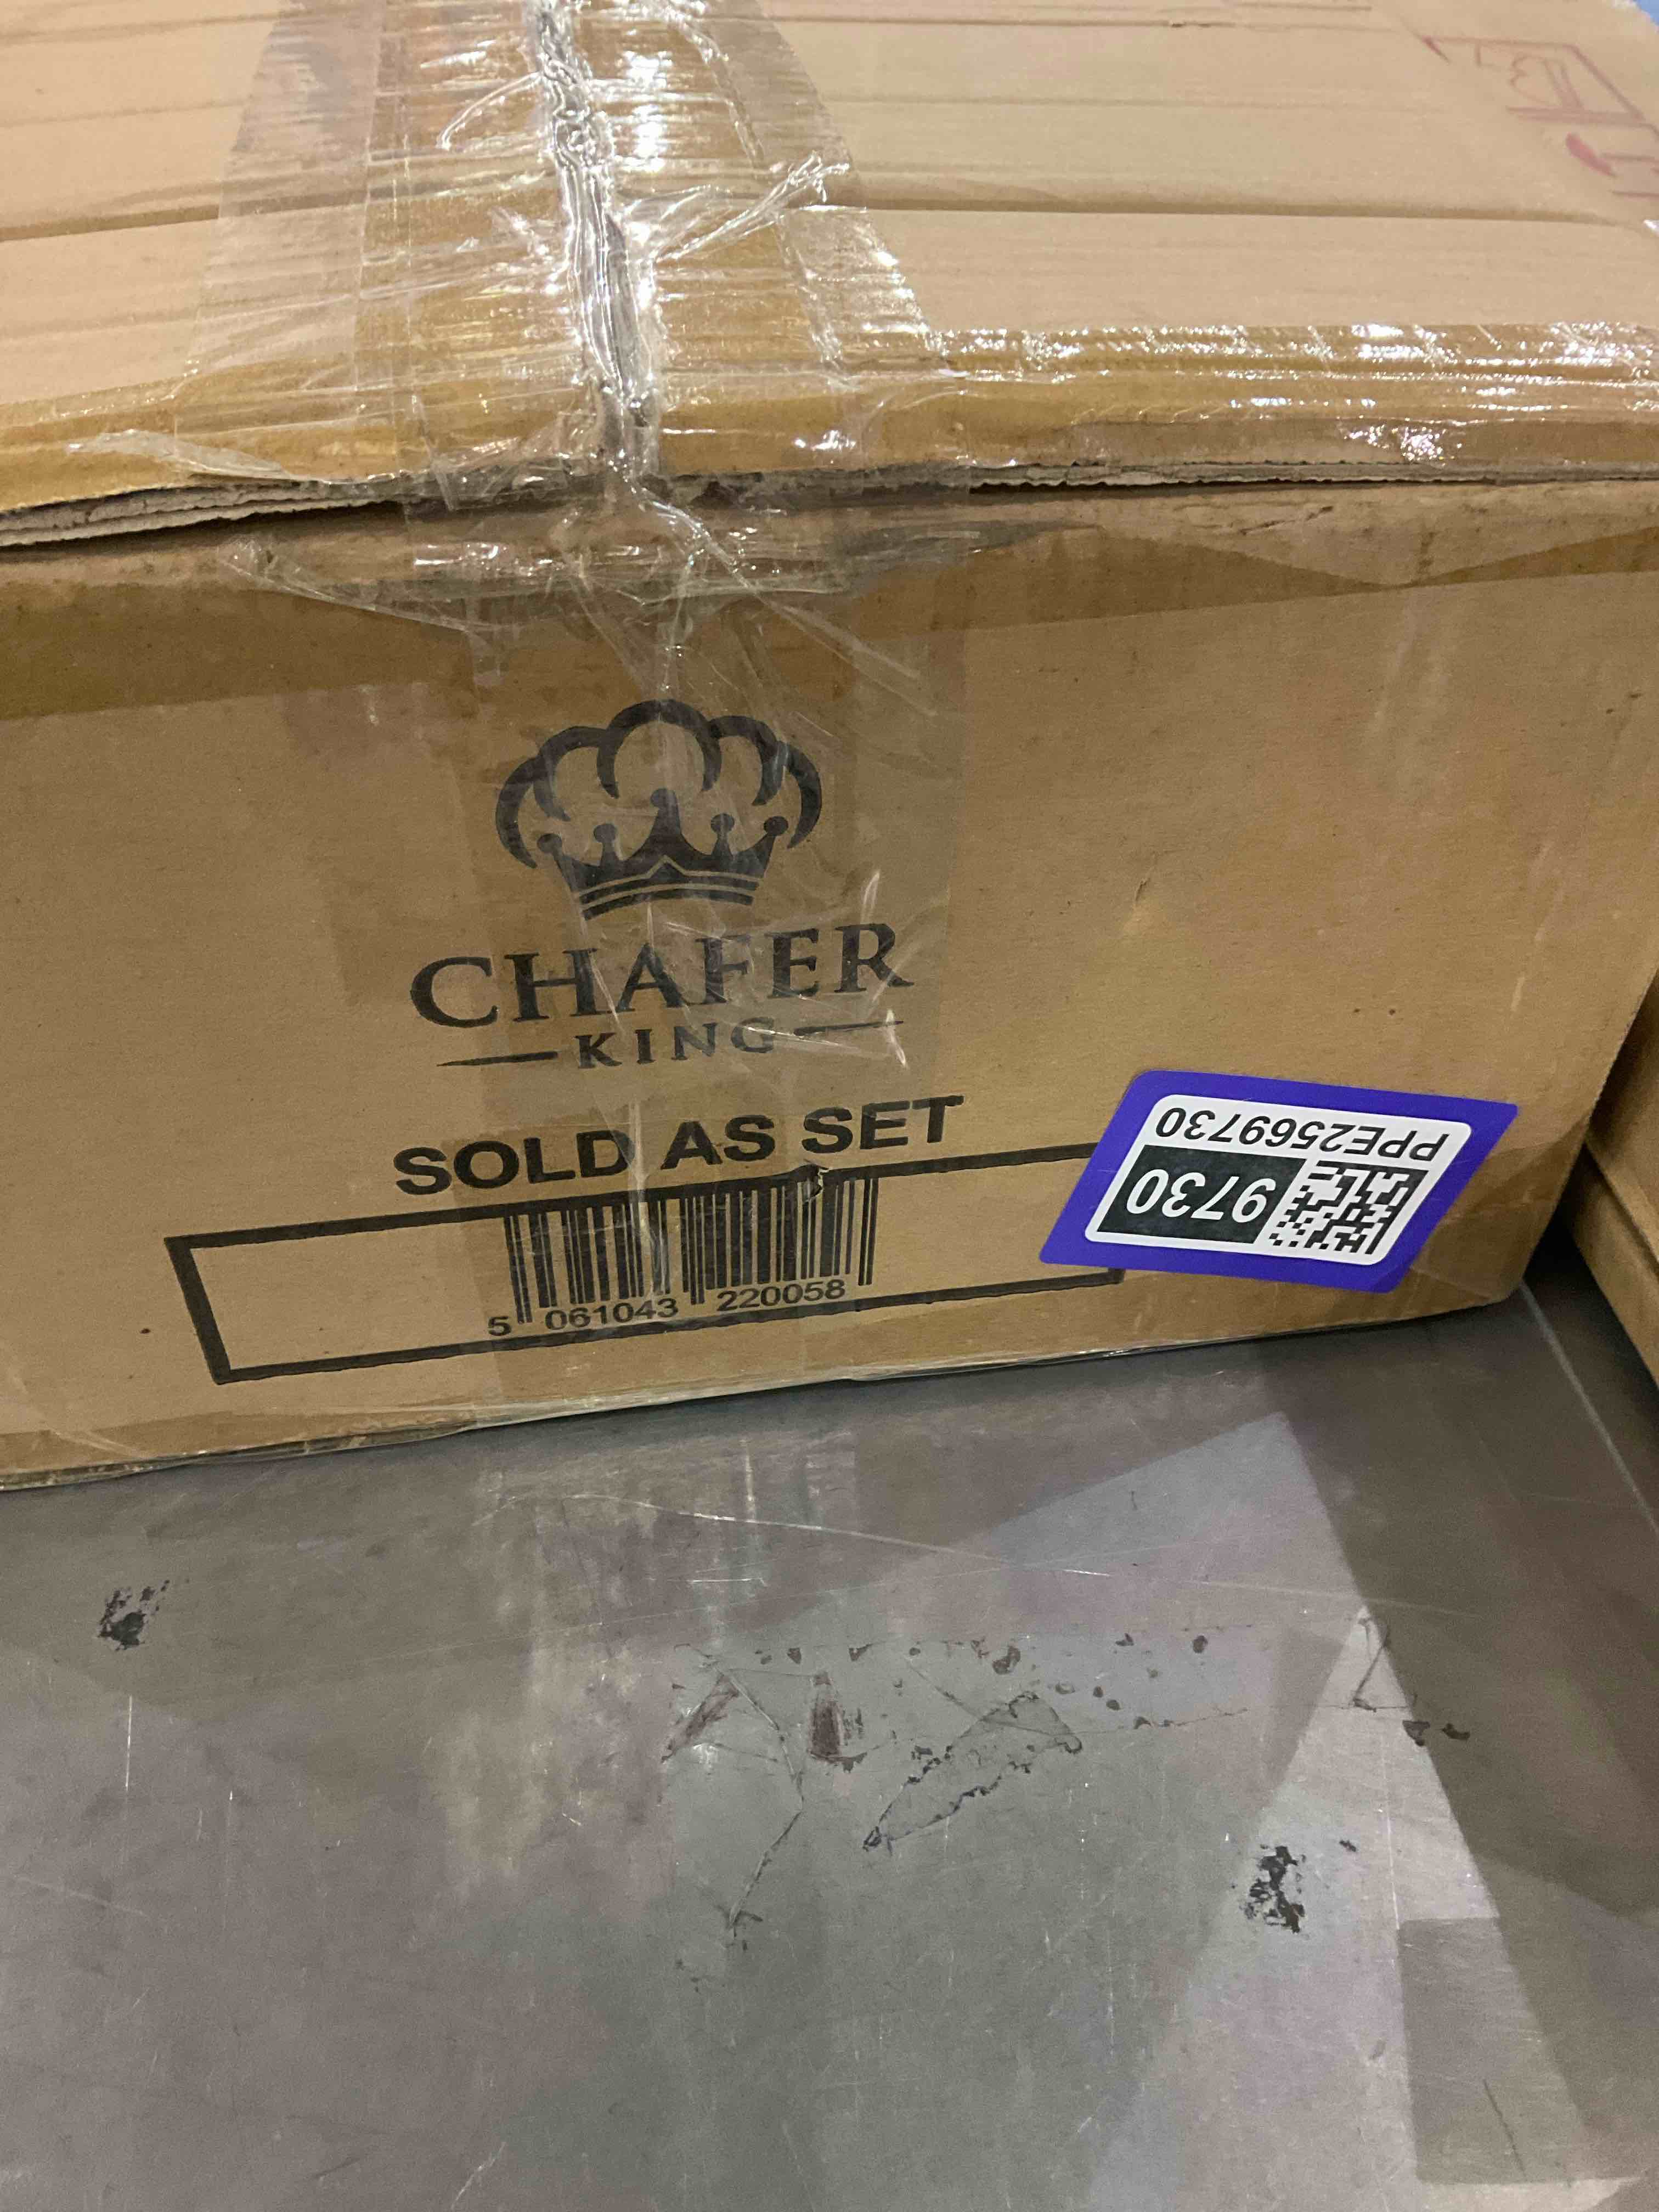 CHAFER
KING
SOLD AS SET
5 061043 220058
PPE2569730
9730